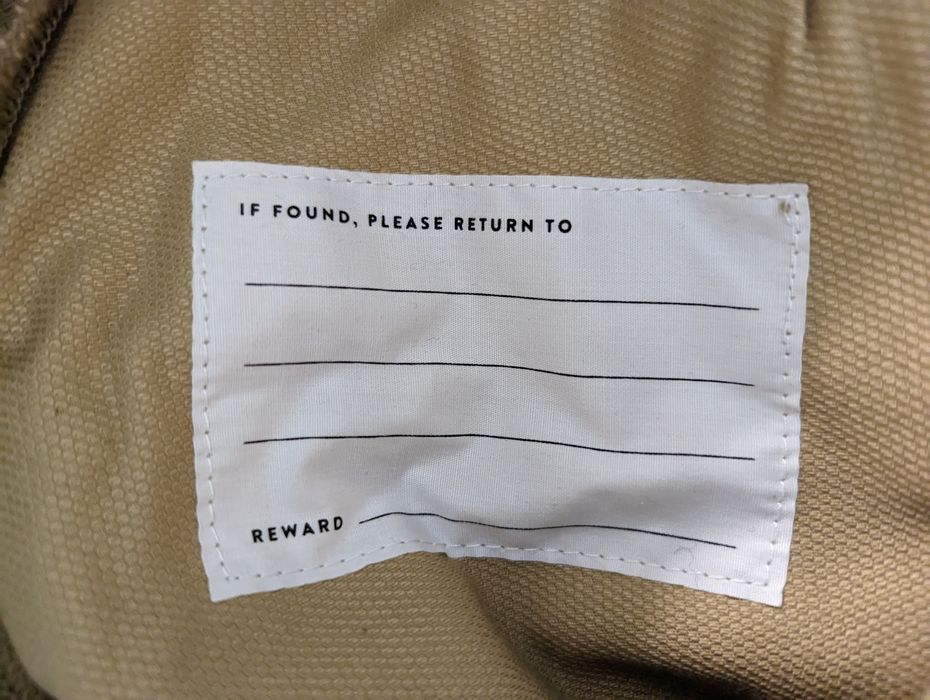 IF FOUND, PLEASE RETURN TO
REWARD